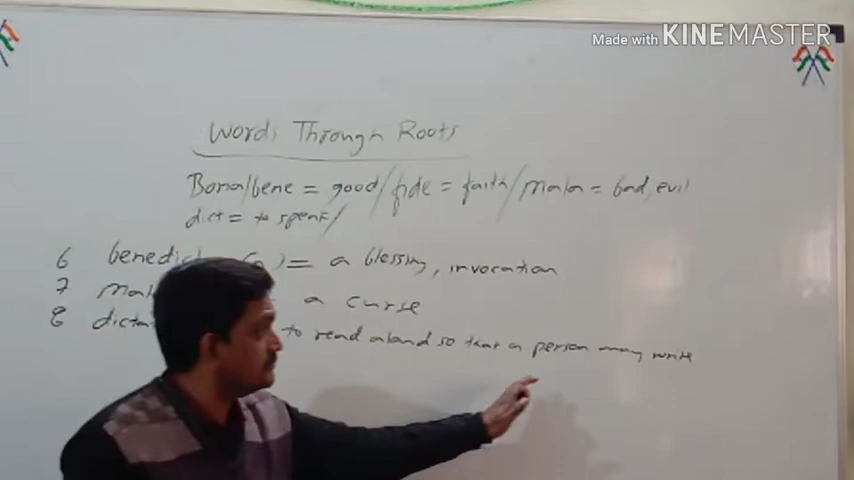 Made with KINEMASTER
Words Through Roots
Bona/bene = good/fide = faith/mala = bad, evil
dict = to speak/
6 benedic = a blessing, invocation
7 mal a curse
8 dicta to read aloud so that a person may write